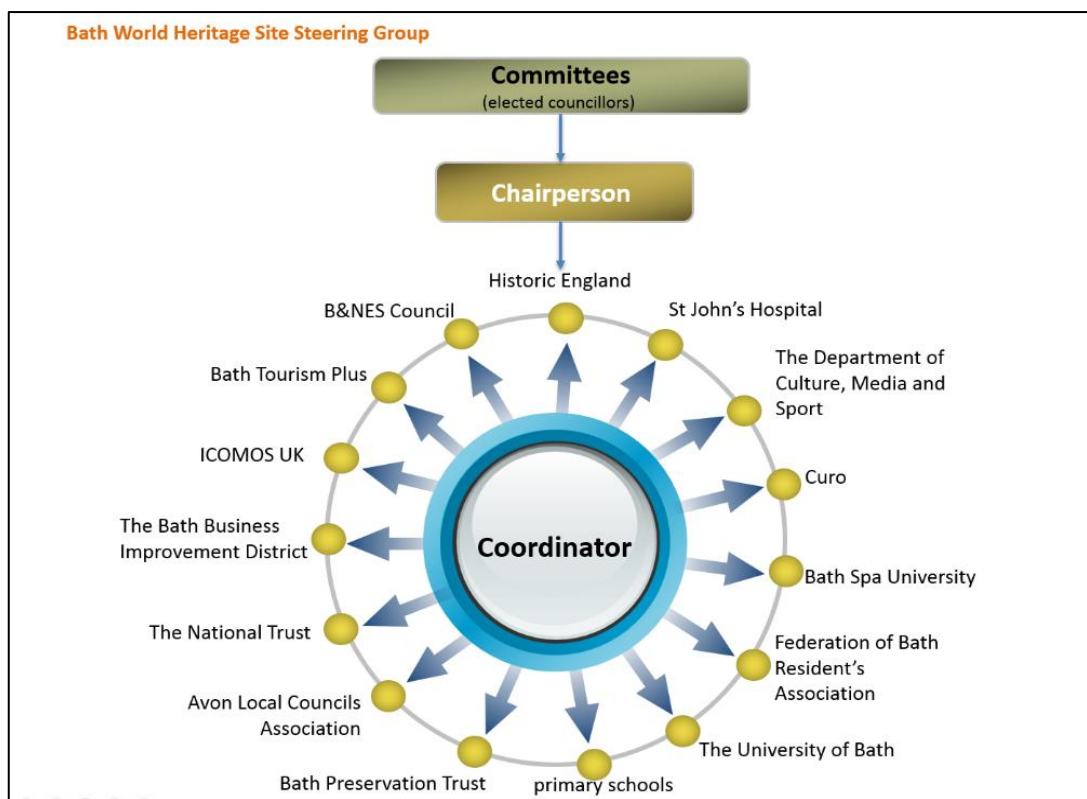 Bath World Heritage Site Steering Group
Committees
(elected councillors)
Chairperson
Historic England
B&NES Council
St John's Hospital
Bath Tourism Plus
The Department of
Culture, Media and
Sport
ICOMOS UK
Curo
The Bath Business
Improvement District
Coordinator
Bath Spa University
The National Trust
Federation of Bath
Resident's
Association
Avon Local Councils
Association
The University of Bath
Bath Preservation Trust
primary schools